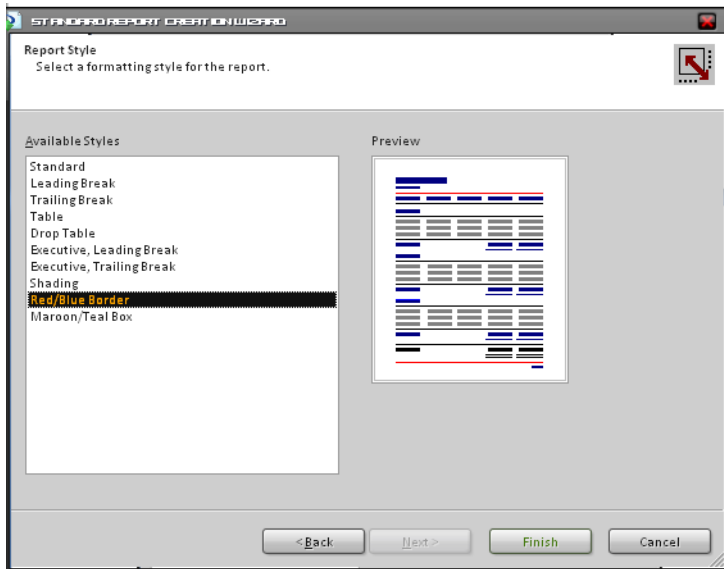 STANDARD REPORT CREATION WIZARD
Report Style
Select a formatting style for the report.
Available Styles
Preview
Standard
Leading Break
Trailing Break
Table
Drop Table
Executive, Leading Break
Executive, Trailing Break
Shading
Red/Blue Border
Maroon/Teal Box
< Back
Next >
Finish
Cancel